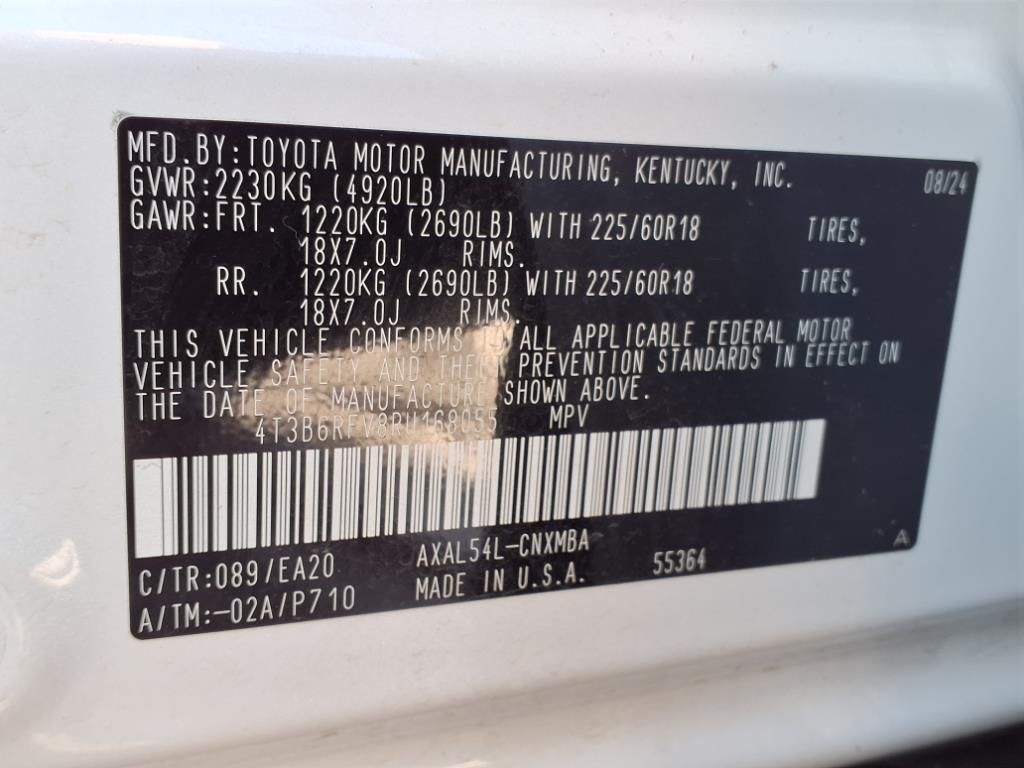 MFD.BY:TOYOTA MOTOR MANUFACTURING, KENTUCKY, INC. 08/24
GVWR:2230KG (4920LB)
GAWR:FRT. 1220KG (2690LB) WITH 225/60R18 TIRES,
18X7.0J RIMS.
RR. 1220KG (2690LB) WITH 225/60R18 TIRES,
18X7.0J RIMS.
THIS VEHICLE CONFORMS ALL APPLICABLE FEDERAL MOTOR
VEHICLE SAFETY AND THEFT PREVENTION STANDARDS IN EFFECT ON
THE DATE OF MANUFACTURE SHOWN ABOVE.
4T3B6RFV8RU168055 MPV
C/TR:089/EA20 AXAL54L-CNXMBA 55364 A
A/TM:-02A/P710 MADE IN U.S.A.